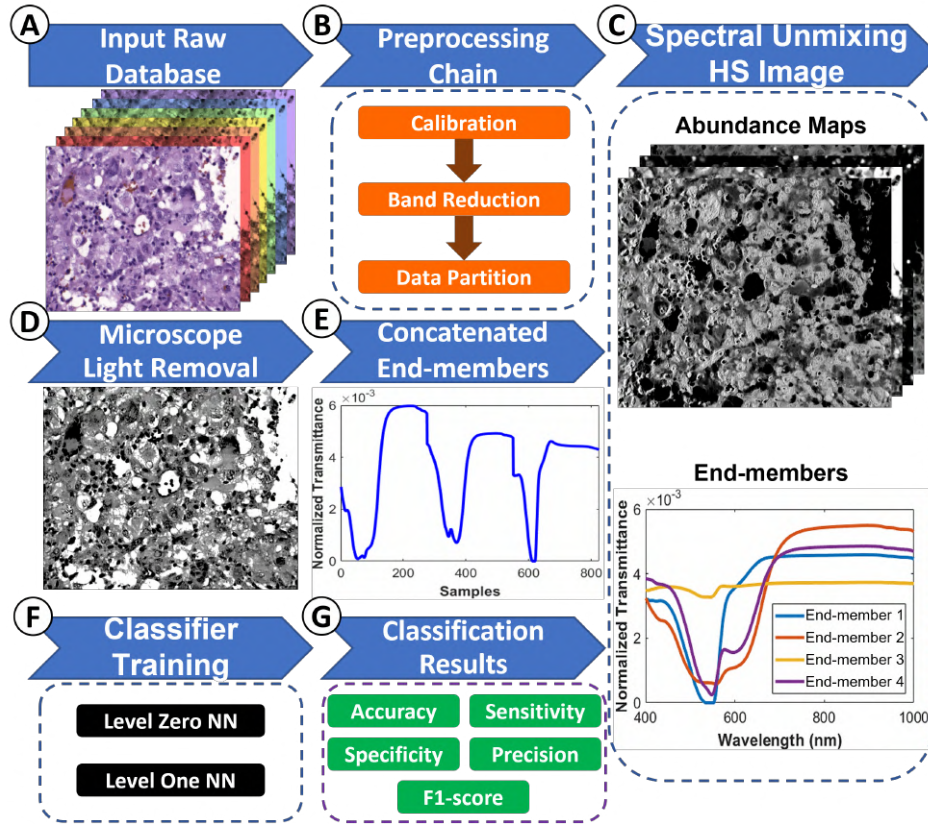 A
Input Raw
Database
B
Preprocessing
Chain
Calibration
Band Reduction
Data Partition
C
Spectral Unmixing
HS Image
Abundance Maps
End-members
×10⁻³
Normalized Transmittance
6
4
2
0
400
600
800
1000
Wavelength (nm)
End-member 1
End-member 2
End-member 3
End-member 4
D
Microscope
Light Removal
E
Concatenated
End-members
×10⁻³
Normalized Transmittance
6
4
2
0
0
200
400
600
800
Samples
F
Classifier
Training
Level Zero NN
Level One NN
G
Classification
Results
Accuracy
Sensitivity
Specificity
Precision
F1-score